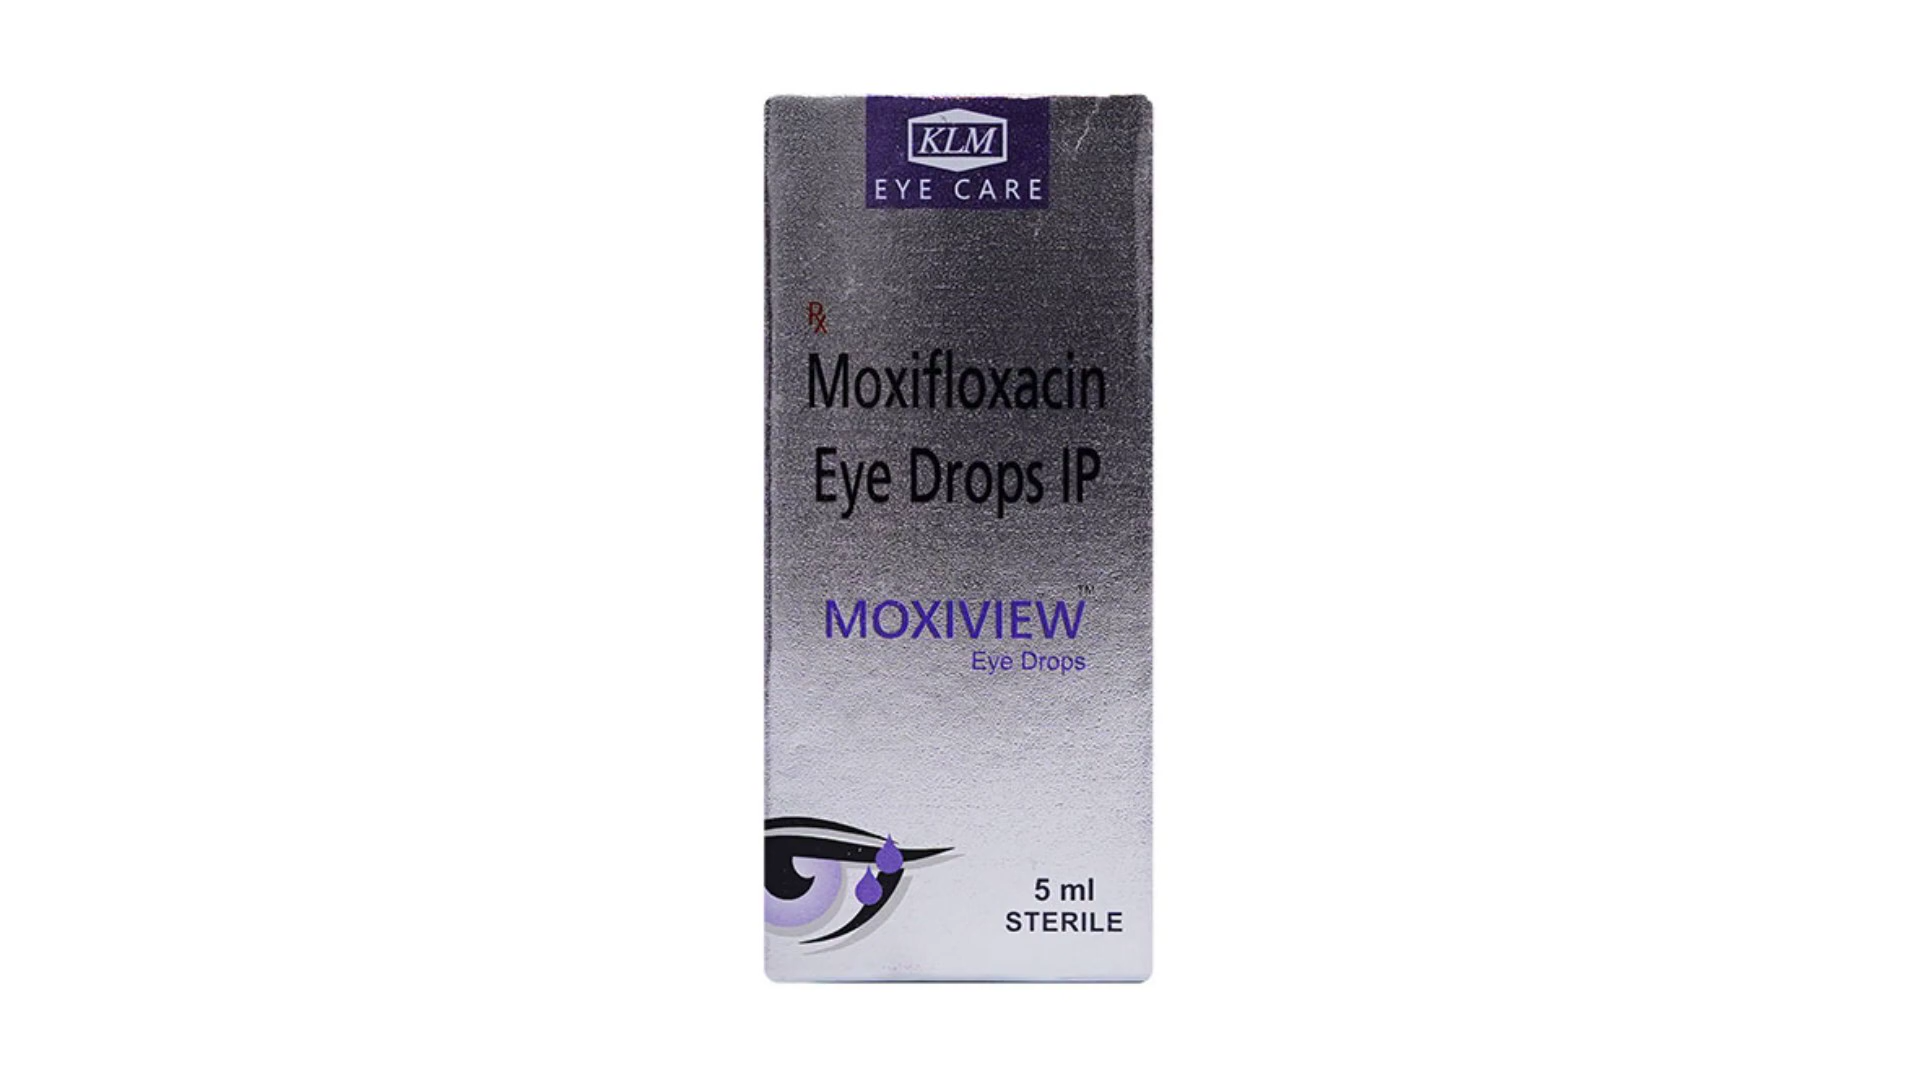 KLM
EYE CARE
Rx
Moxifloxacin
Eye Drops IP
MOXIVIEW™
Eye Drops
5 ml
STERILE